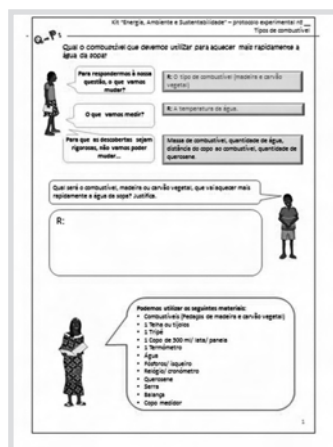 Kit "Energia, Ambiente e Sustentabilidade" – protocolo experimental nº __
Tipos de combustível
Q-P:
Qual o combustível que devemos utilizar para aquecer mais rapidamente a
água da sopa?
Para respondermos à nossa
questão, o que vamos
mudar?
R: O tipo de combustível (madeira e carvão
vegetal)
O que vamos medir?
R: A temperatura da água.
Para que as descobertas sejam
rigorosas, não vamos poder
mudar...
Massa de combustível, quantidade de água,
distância do copo ao combustível, quantidade de
querosene.
Qual será o combustível, madeira ou carvão vegetal, que vai aquecer mais
rapidamente a água da sopa? Justifica.
R:
Podemos utilizar os seguintes materiais:
• Combustíveis (Pedaços de madeira e carvão vegetal)
• 1 Telha ou tijolos
• 1 Tripé
• 1 Copo de 500 ml/ lata/ panela
• 1 Termómetro
• Água
• Fósforos/ isqueiro
• Relógio/ cronómetro
• Querosene
• Serra
• Balança
• Copo medidor
1